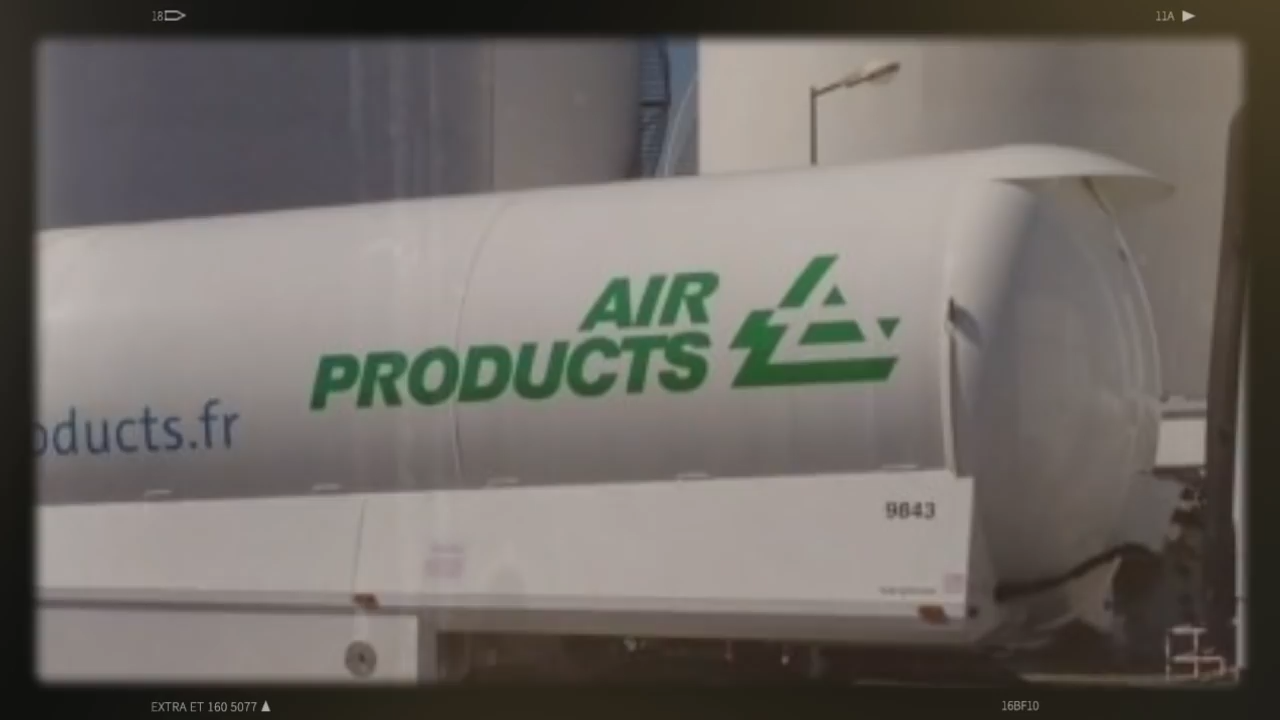 18
11A
AIR
PRODUCTS
oducts.fr
9843
EXTRA ET 160 5077
16BF10